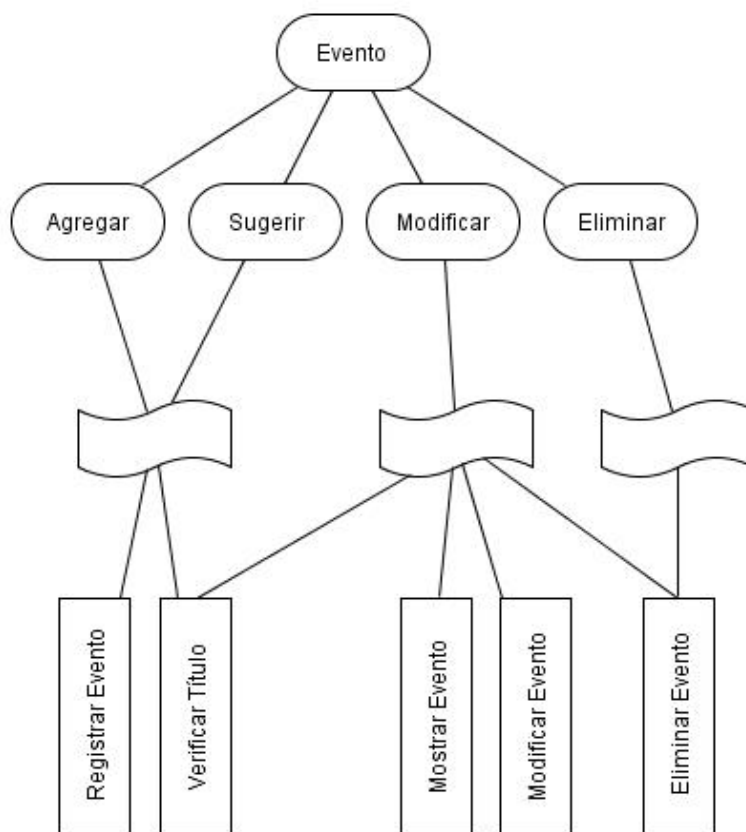 Evento
Agregar
Sugerir
Modificar
Eliminar
Registrar Evento
Verificar Título
Mostrar Evento
Modificar Evento
Eliminar Evento